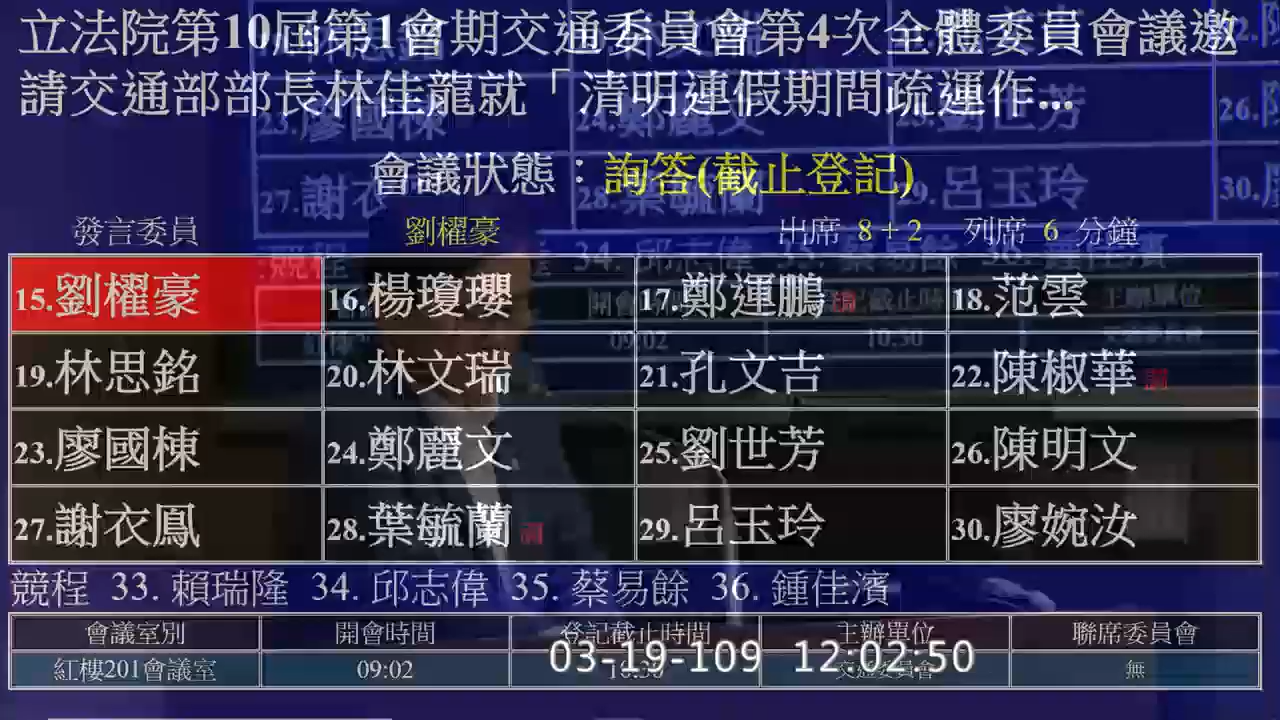 立法院第10屆第1會期交通委員會第4次全體委員會議邀
請交通部部長林佳龍就「清明連假期間疏運作...
會議狀態：詢答(截止登記)
發言委員 劉櫂豪 出席 8 + 2 列席 6 分鐘
15.劉櫂豪 16.楊瓊瓔 17.鄭運鵬 18.范雲
19.林思銘 20.林文瑞 21.孔文吉 22.陳椒華
23.廖國棟 24.鄭麗文 25.劉世芳 26.陳明文
27.謝衣鳳 28.葉毓蘭 29.呂玉玲 30.廖婉汝
競程 33. 賴瑞隆 34. 邱志偉 35. 蔡易餘 36. 鍾佳濱
會議室別 開會時間 登記截止時間 主辦單位 聯席委員會
紅樓201會議室 09:02 10:30 交通委員會 無
03-19-109 12:02:50